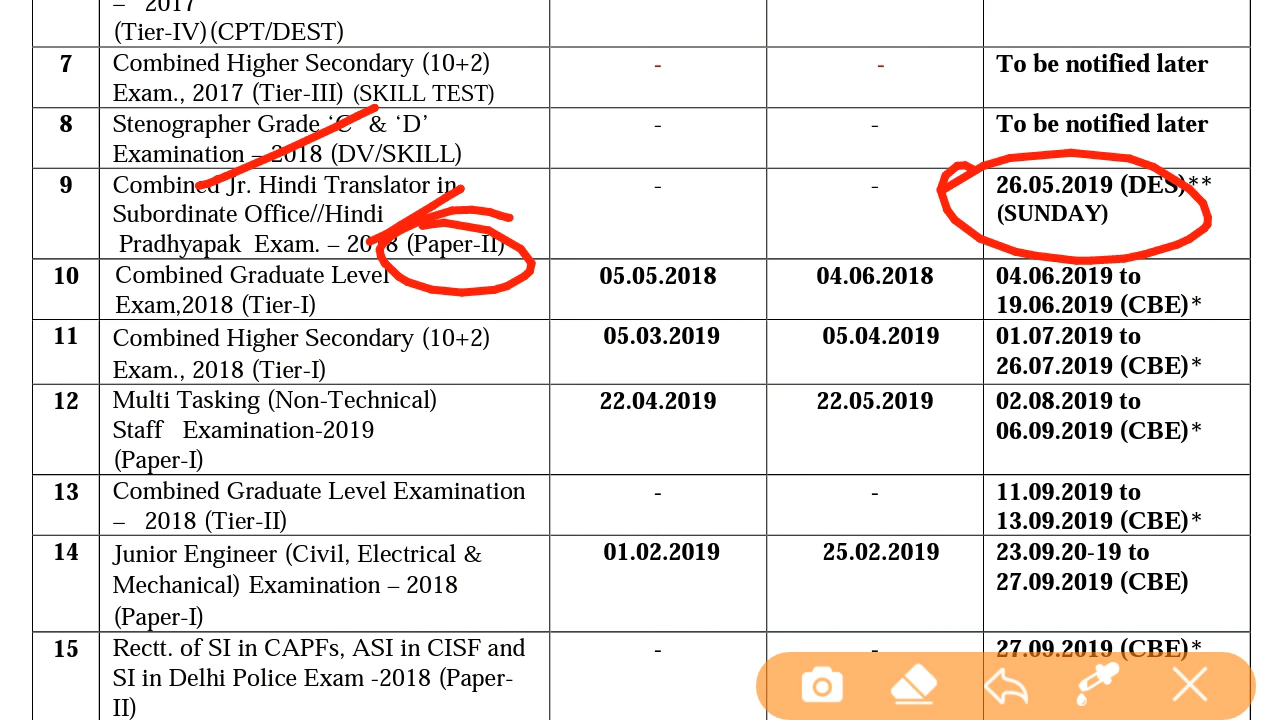 – 2017
(Tier-IV) (CPT/DEST)
7 Combined Higher Secondary (10+2) - - To be notified later
Exam., 2017 (Tier-III) (SKILL TEST)
8 Stenographer Grade ‘C’ & ‘D’ - - To be notified later
Examination – 2018 (DV/SKILL)
9 Combined Jr. Hindi Translator in - - 26.05.2019 (DES)**
Subordinate Office//Hindi (SUNDAY)
Pradhyapak Exam. – 2018 (Paper-II)
10 Combined Graduate Level 05.05.2018 04.06.2018 04.06.2019 to
Exam,2018 (Tier-I) 19.06.2019 (CBE)*
11 Combined Higher Secondary (10+2) 05.03.2019 05.04.2019 01.07.2019 to
Exam., 2018 (Tier-I) 26.07.2019 (CBE)*
12 Multi Tasking (Non-Technical) 22.04.2019 22.05.2019 02.08.2019 to
Staff Examination-2019 06.09.2019 (CBE)*
(Paper-I)
13 Combined Graduate Level Examination - - 11.09.2019 to
– 2018 (Tier-II) 13.09.2019 (CBE)*
14 Junior Engineer (Civil, Electrical & 01.02.2019 25.02.2019 23.09.20-19 to
Mechanical) Examination – 2018 27.09.2019 (CBE)
(Paper-I)
15 Rectt. of SI in CAPFs, ASI in CISF and - - 27.09.2019 (CBE)*
SI in Delhi Police Exam -2018 (Paper-
II)